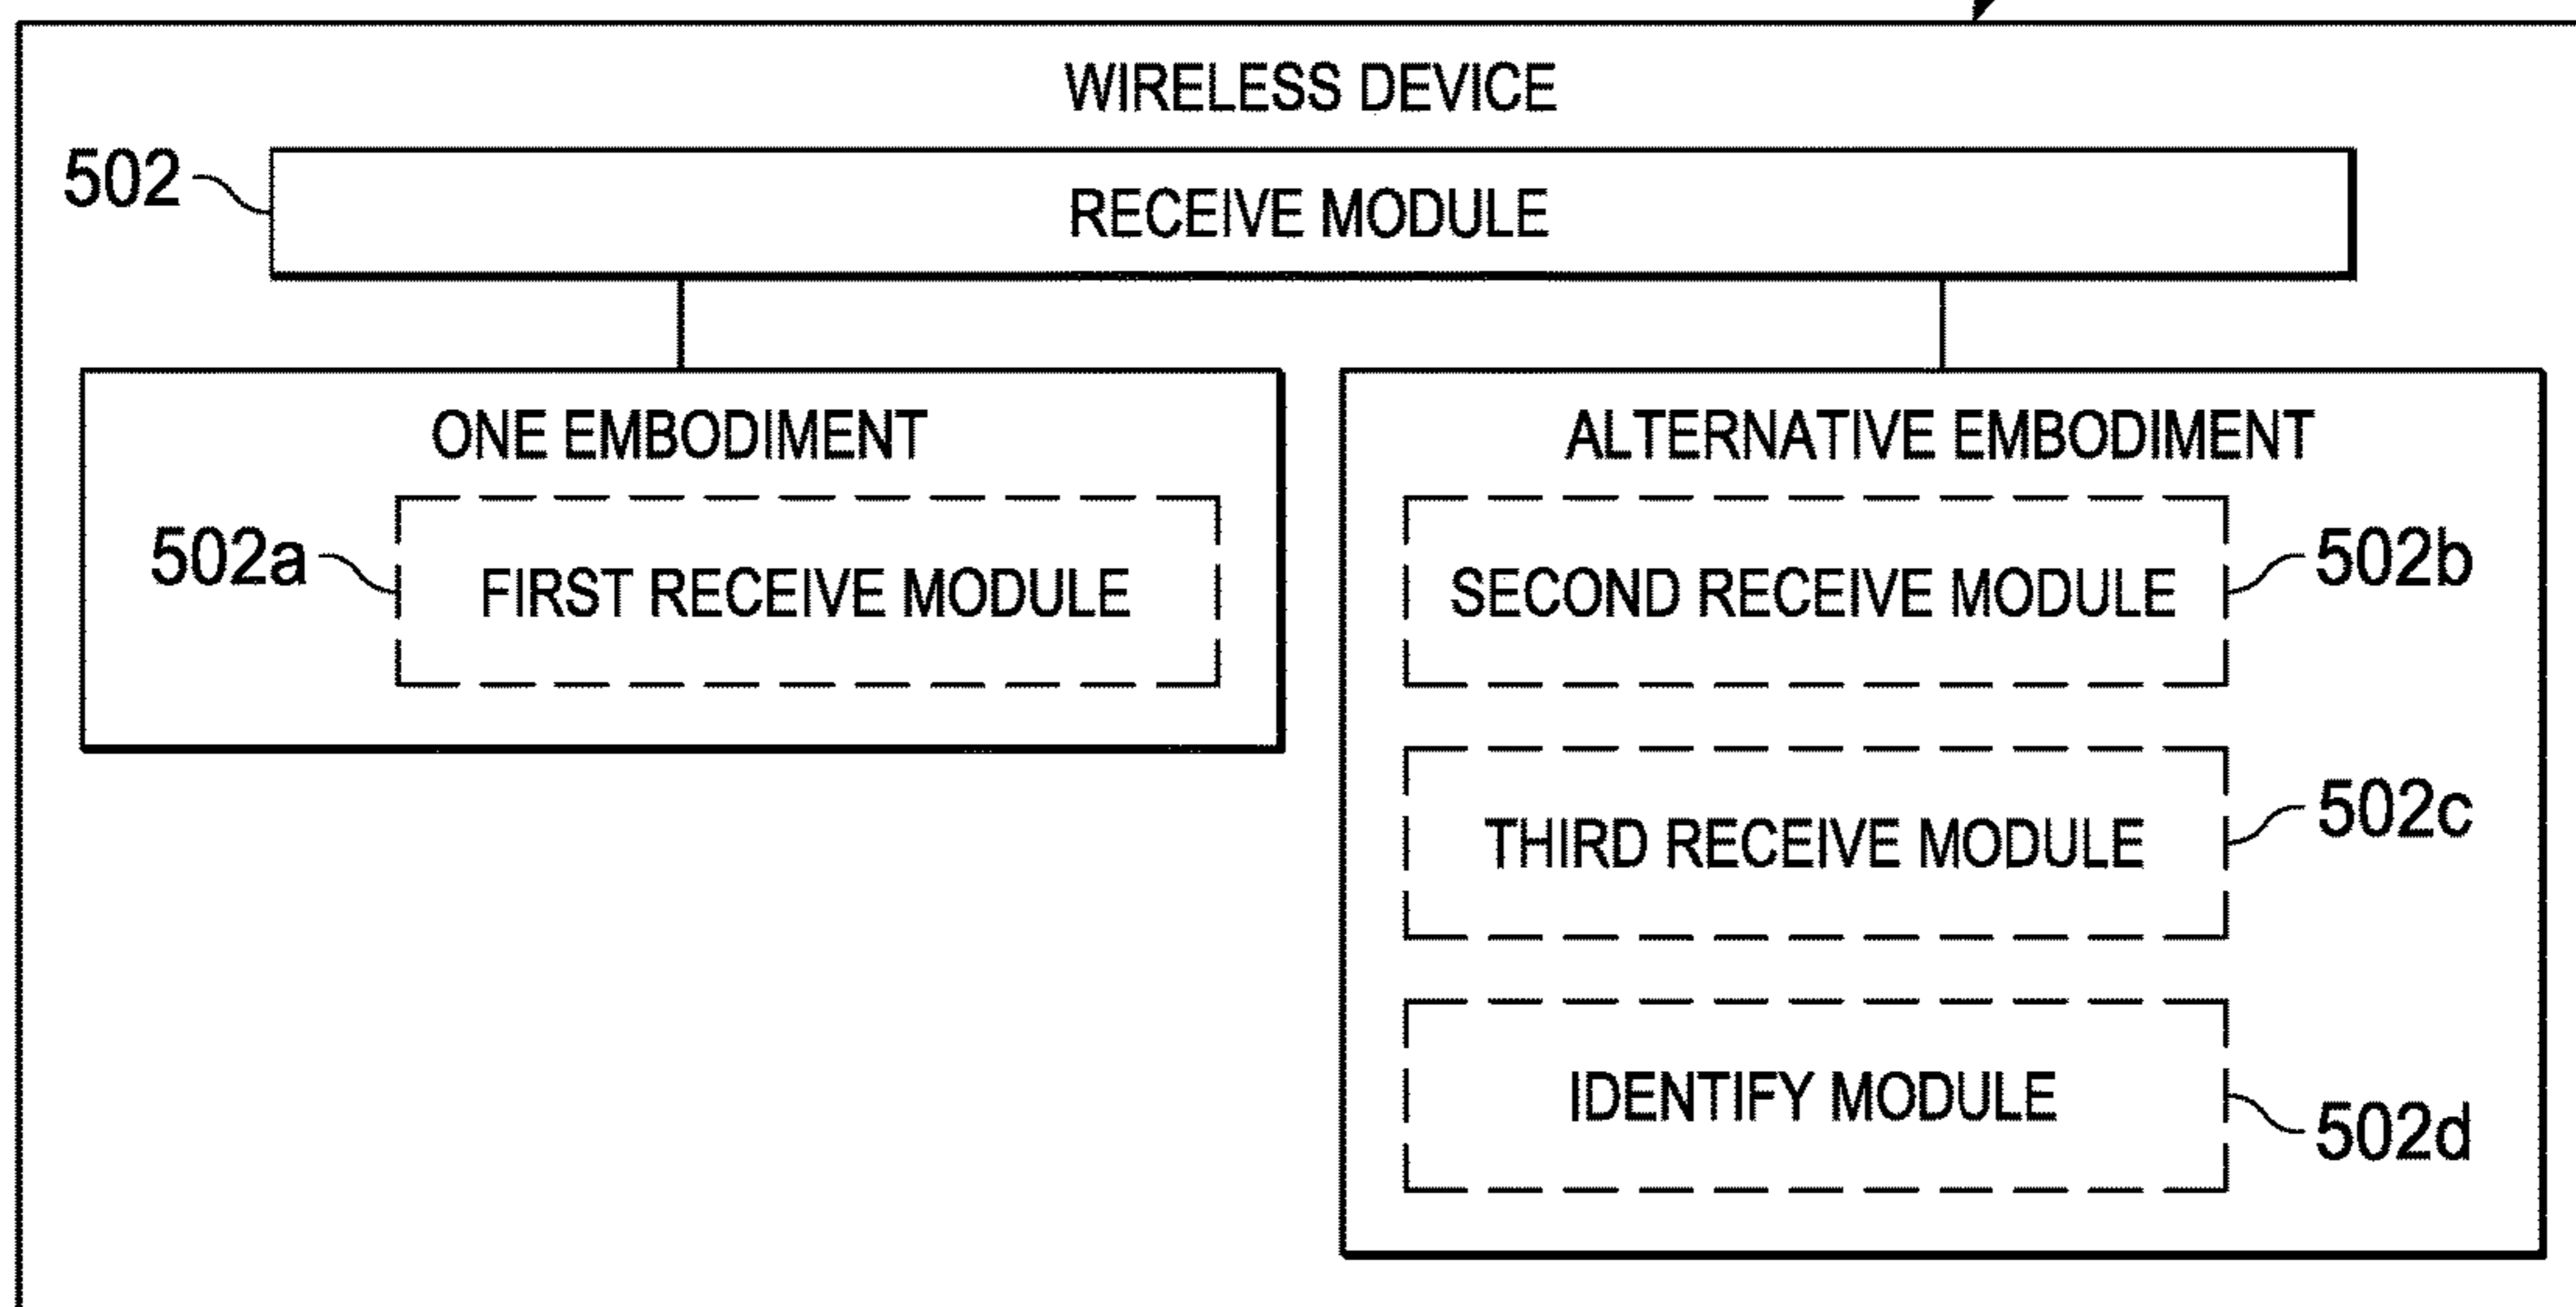 WIRELESS DEVICE
502
RECEIVE MODULE
ONE EMBODIMENT
502a
FIRST RECEIVE MODULE
ALTERNATIVE EMBODIMENT
SECOND RECEIVE MODULE
502b
THIRD RECEIVE MODULE
502c
IDENTIFY MODULE
502d